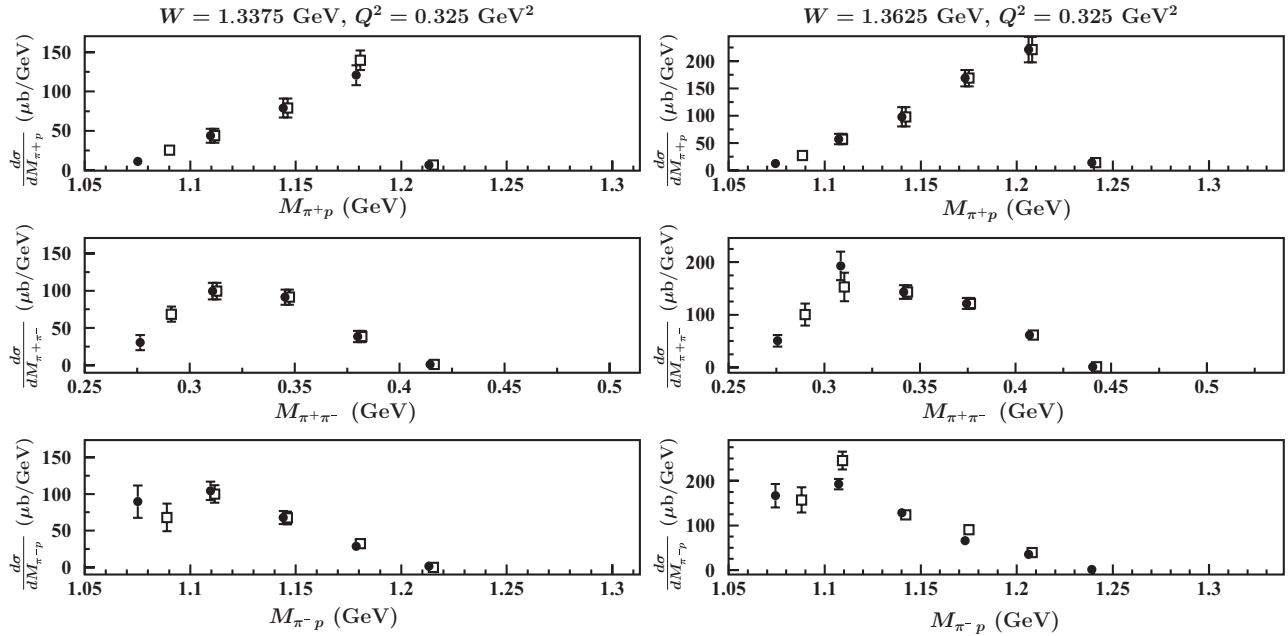 W = 1.3375 GeV, Q² = 0.325 GeV²
dσ/dM_{π⁺p} (μb/GeV)
150
100
50
0
1.05 1.1 1.15 1.2 1.25 1.3
M_{π⁺p} (GeV)
dσ/dM_{π⁺π⁻} (μb/GeV)
150
100
50
0
0.25 0.3 0.35 0.4 0.45 0.5
M_{π⁺π⁻} (GeV)
dσ/dM_{π⁻p} (μb/GeV)
150
100
50
0
1.05 1.1 1.15 1.2 1.25 1.3
M_{π⁻p} (GeV)
W = 1.3625 GeV, Q² = 0.325 GeV²
dσ/dM_{π⁺p} (μb/GeV)
200
150
100
50
0
1.05 1.1 1.15 1.2 1.25 1.3
M_{π⁺p} (GeV)
dσ/dM_{π⁺π⁻} (μb/GeV)
200
100
0
0.25 0.3 0.35 0.4 0.45 0.5
M_{π⁺π⁻} (GeV)
dσ/dM_{π⁻p} (μb/GeV)
200
100
0
1.05 1.1 1.15 1.2 1.25 1.3
M_{π⁻p} (GeV)